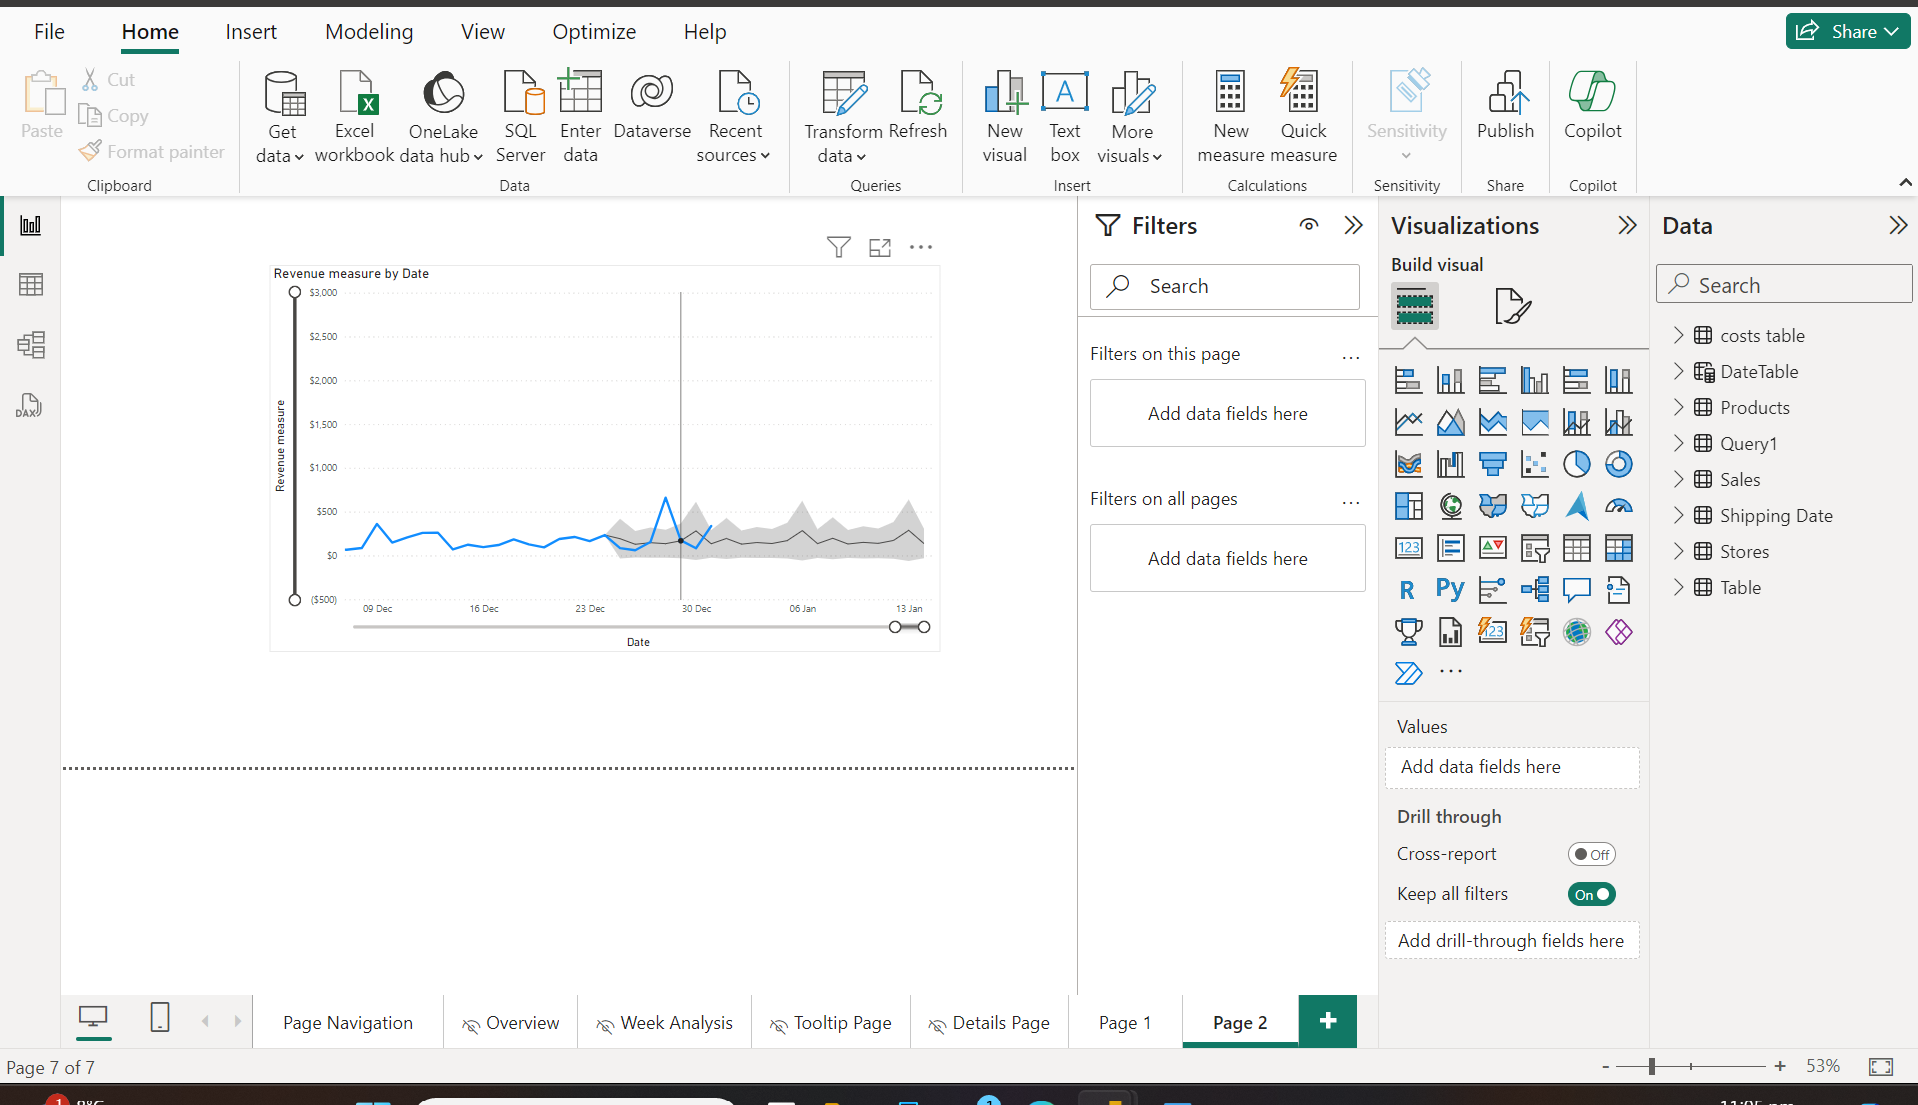 File Home Insert Modeling View Optimize Help Share
Paste
Cut
Copy
Format painter
Clipboard
Get data
Excel workbook
OneLake data hub
SQL Server
Enter data
Dataverse
Recent sources
Data
Transform data
Refresh
Queries
New visual
A
Text box
More visuals
Insert
New measure
Quick measure
Calculations
Sensitivity
Sensitivity
Publish
Share
Copilot
Copilot
DAX
Revenue measure by Date
Revenue measure
$3,000
$2,500
$2,000
$1,500
$1,000
$500
$0
($500)
09 Dec 16 Dec 23 Dec 30 Dec 06 Jan 13 Jan
Date
Filters
Search
Filters on this page ...
Add data fields here
Filters on all pages ...
Add data fields here
Visualizations
Build visual
123
R Py
123
...
Values
Add data fields here
Drill through
Cross-report Off
Keep all filters On
Add drill-through fields here
Data
Search
costs table
DateTable
Products
Query1
Sales
Shipping Date
Stores
Table
Page Navigation Overview Week Analysis Tooltip Page Details Page Page 1 Page 2 +
Page 7 of 7 - + 53%
1
1